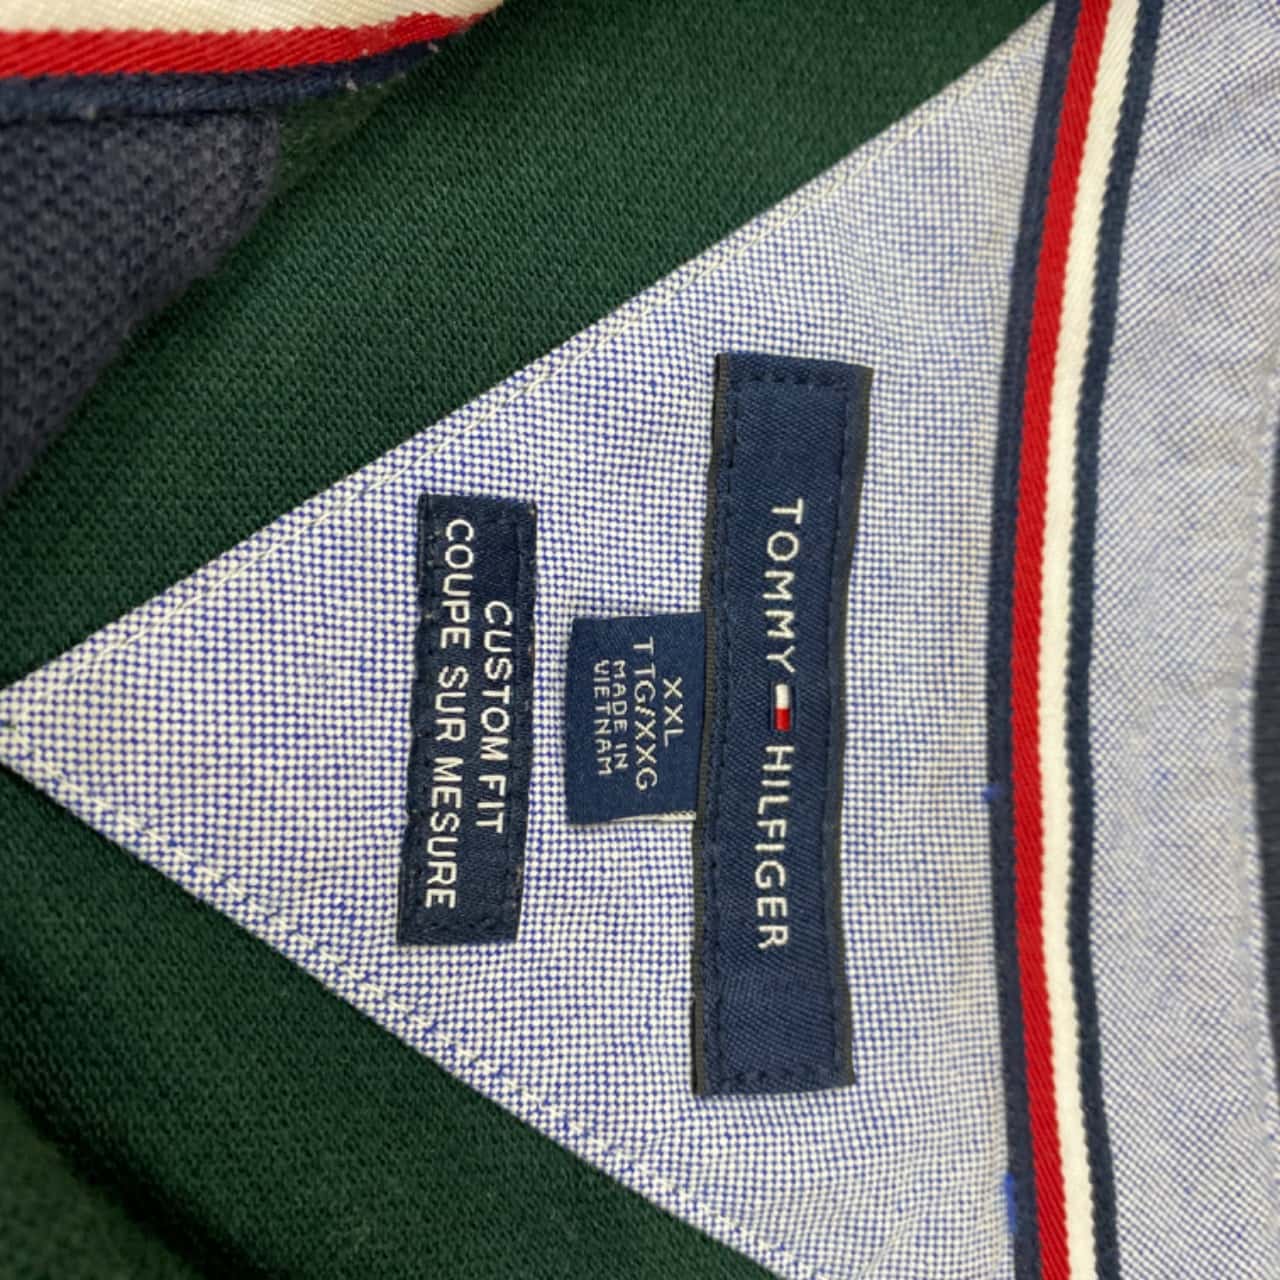 TOMMY HILFIGER
XXL
TTG/XXG
MADE IN
VIETNAM
CUSTOM FIT
COUPE SUR MESURE